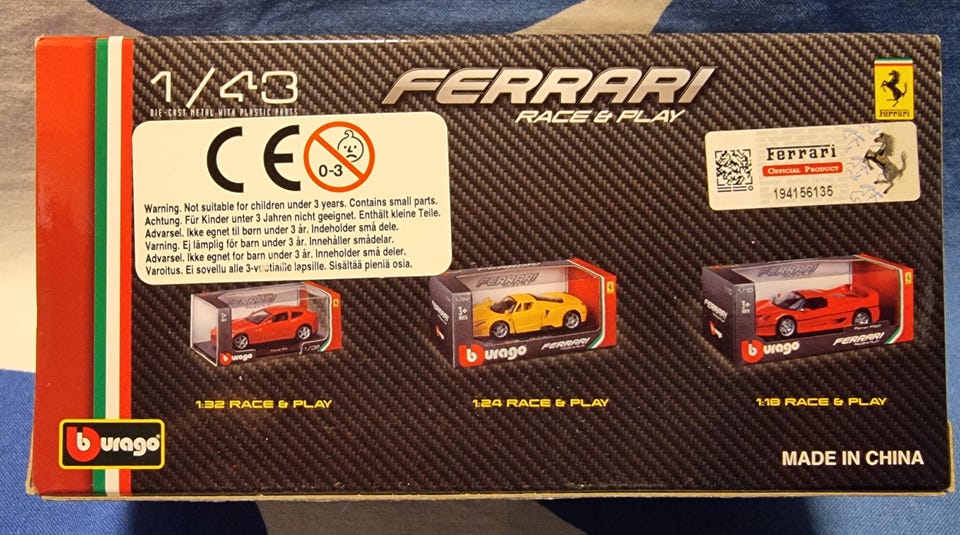 1/43
DIE-CAST METAL WITH PLASTIC PARTS
FERRARI
RACE & PLAY
Ferrari
CE
0-3
Warning. Not suitable for children under 3 years. Contains small parts.
Achtung. Für Kinder unter 3 Jahren nicht geeignet. Enthält kleine Teile.
Advarsel. Ikke egnet til børn under 3 år. Indeholder små dele.
Varning. Ej lämplig för barn under 3 år. Innehåller smådelar.
Advarsel. Ikke egnet for barn under 3 år. Inneholder små deler.
Varoitus. Ei sovellu alle 3-vuotiaille lapsille. Sisältää pieniä osia.
Ferrari
OFFICIAL PRODUCT
194156135
FERRARI
burago
FERRARI
burago
FERRARI
FERRARI
burago
FERRARI
1:32 RACE & PLAY
1:24 RACE & PLAY
1:18 RACE & PLAY
burago
MADE IN CHINA